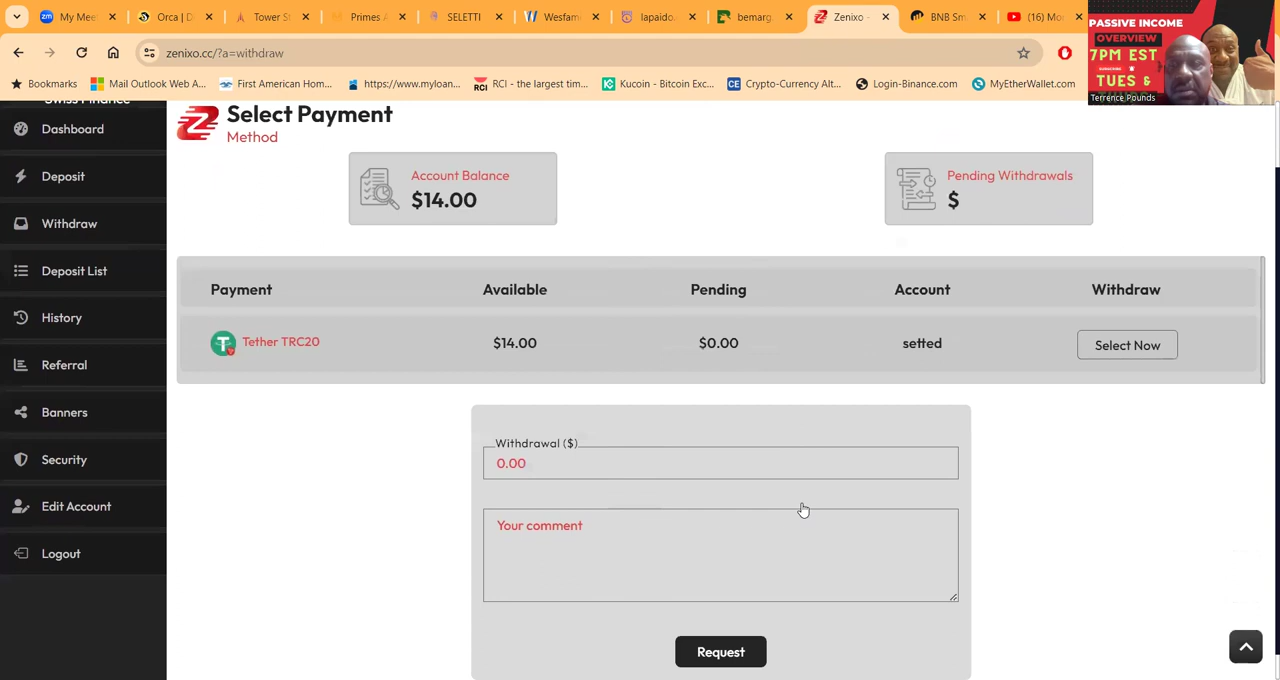 My Mee
Orca | D
Tower St
Primes A
SELETTI
Wesfam
lapaido
bemarg
Zenixo -
BNB Sm
(16) Mo
zenixo.cc/?a=withdraw
Bookmarks
Mail Outlook Web A...
First American Hom...
https://www.myloan...
RCI - the largest tim...
Kucoin - Bitcoin Exc...
Crypto-Currency Alt...
Login-Binance.com
MyEtherWallet.com
PASSIVE INCOME
OVERVIEW
7PM EST
TUES &
Terrence Pounds
Swiss Finance
Dashboard
Deposit
Withdraw
Deposit List
History
Referral
Banners
Security
Edit Account
Logout
Select Payment
Method
Account Balance
$14.00
Pending Withdrawals
$
Payment Available Pending Account Withdraw
Tether TRC20 $14.00 $0.00 setted Select Now
Withdrawal ($)
0.00
Your comment
Request